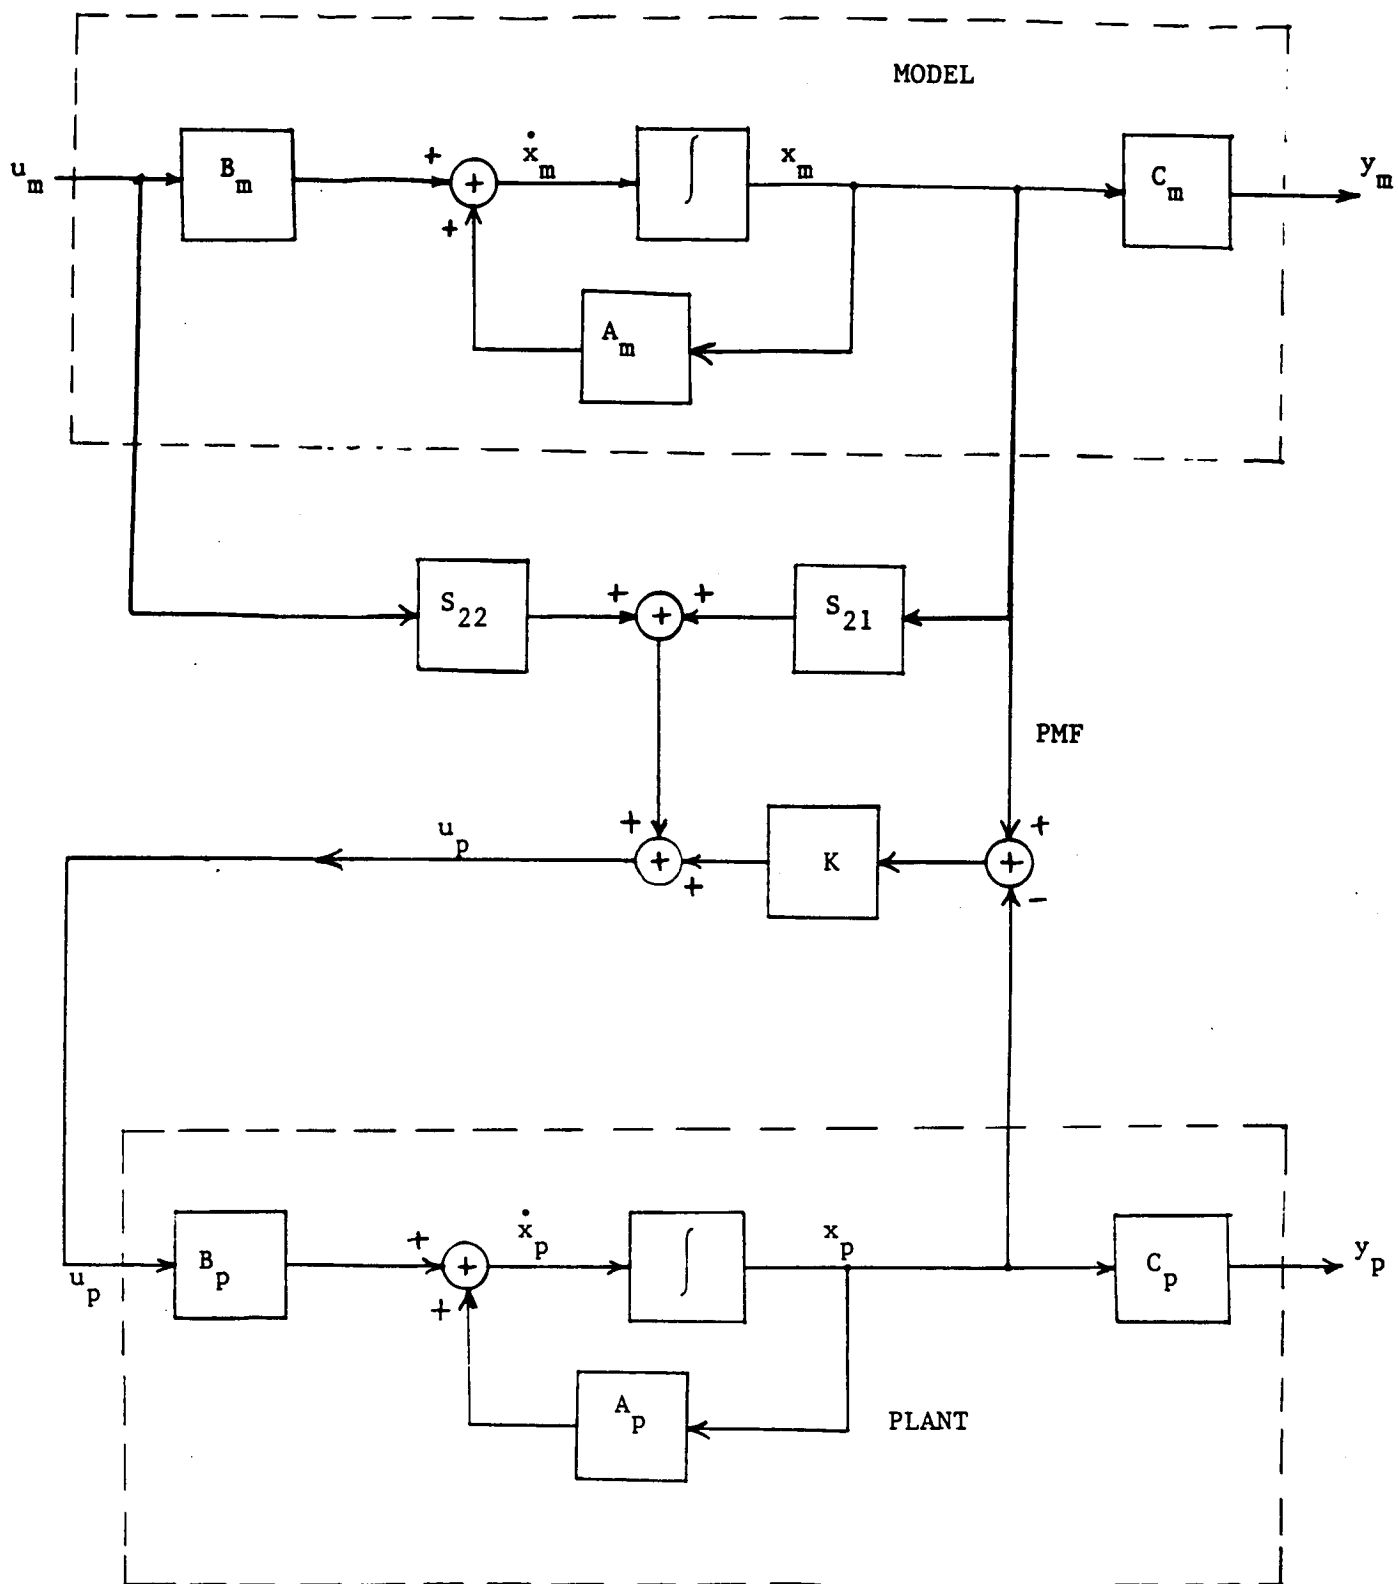 MODEL
u_m
B_m
+
+
+
ẋ_m
∫
x_m
C_m
y_m
A_m
S_22
+
+
+
S_21
PMF
u_p
+
+
+
K
+
+
-
u_p
B_p
+
+
+
ẋ_p
∫
x_p
C_p
y_p
A_p
PLANT